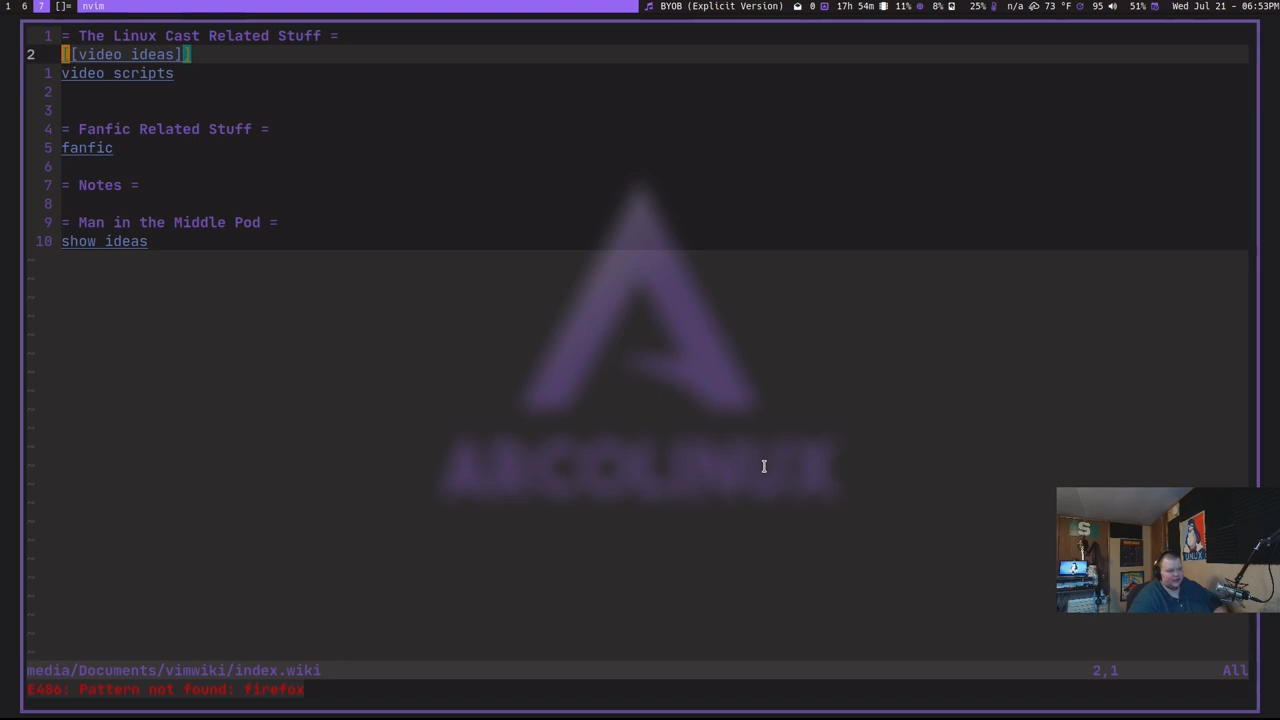 1 6 7 []= nvim BYOB (Explicit Version) 0 17h 54m 11% 8% 25% n/a 73 °F 95 51% Wed Jul 21 - 06:53PM
1 = The Linux Cast Related Stuff =
2 [[video ideas]]
1 video scripts
2
3
4 = Fanfic Related Stuff =
5 fanfic
6
7 = Notes =
8
9 = Man in the Middle Pod =
10 show ideas
ARCOLINUX
S
LINUX
media/Documents/vimwiki/index.wiki 2,1 All
E486: Pattern not found: firefox